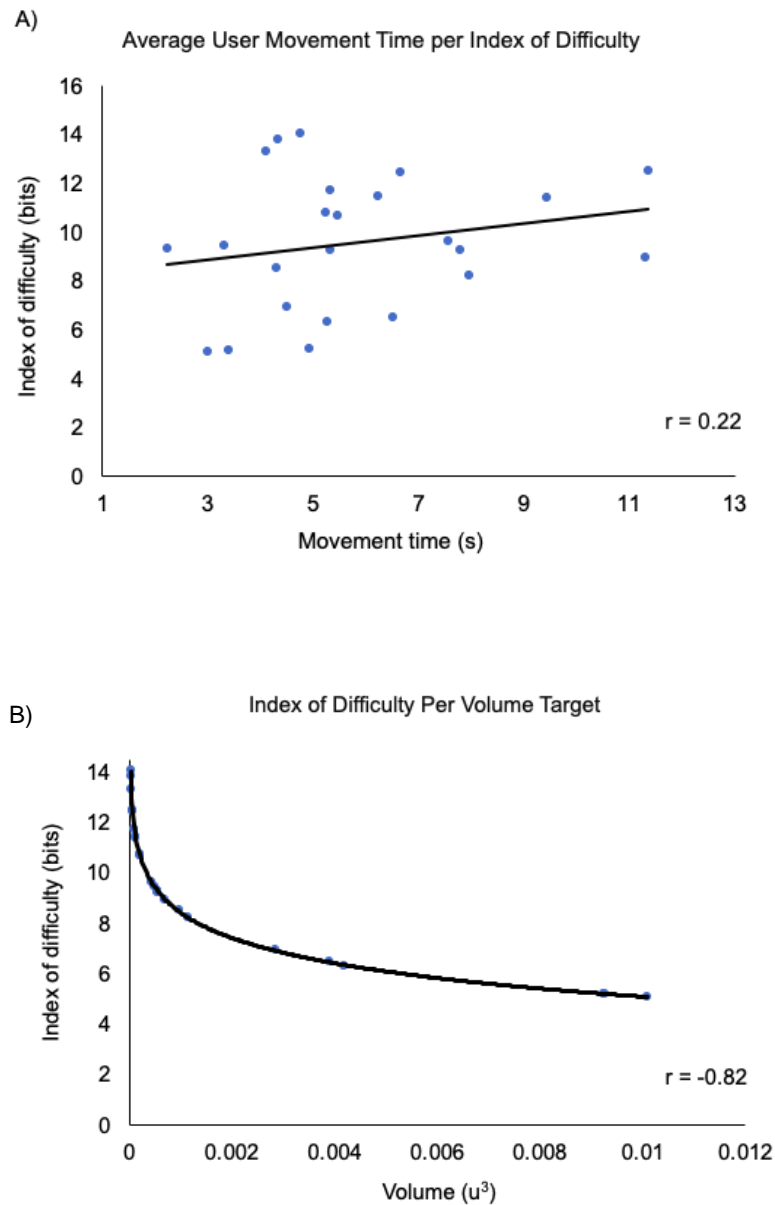 A)
Average User Movement Time per Index of Difficulty
16
14
12
10
8
6
4
2
0
Index of difficulty (bits)
r = 0.22
1 3 5 7 9 11 13
Movement time (s)
B)
Index of Difficulty Per Volume Target
14
12
10
8
6
4
2
0
Index of difficulty (bits)
r = -0.82
0 0.002 0.004 0.006 0.008 0.01 0.012
Volume (u³)